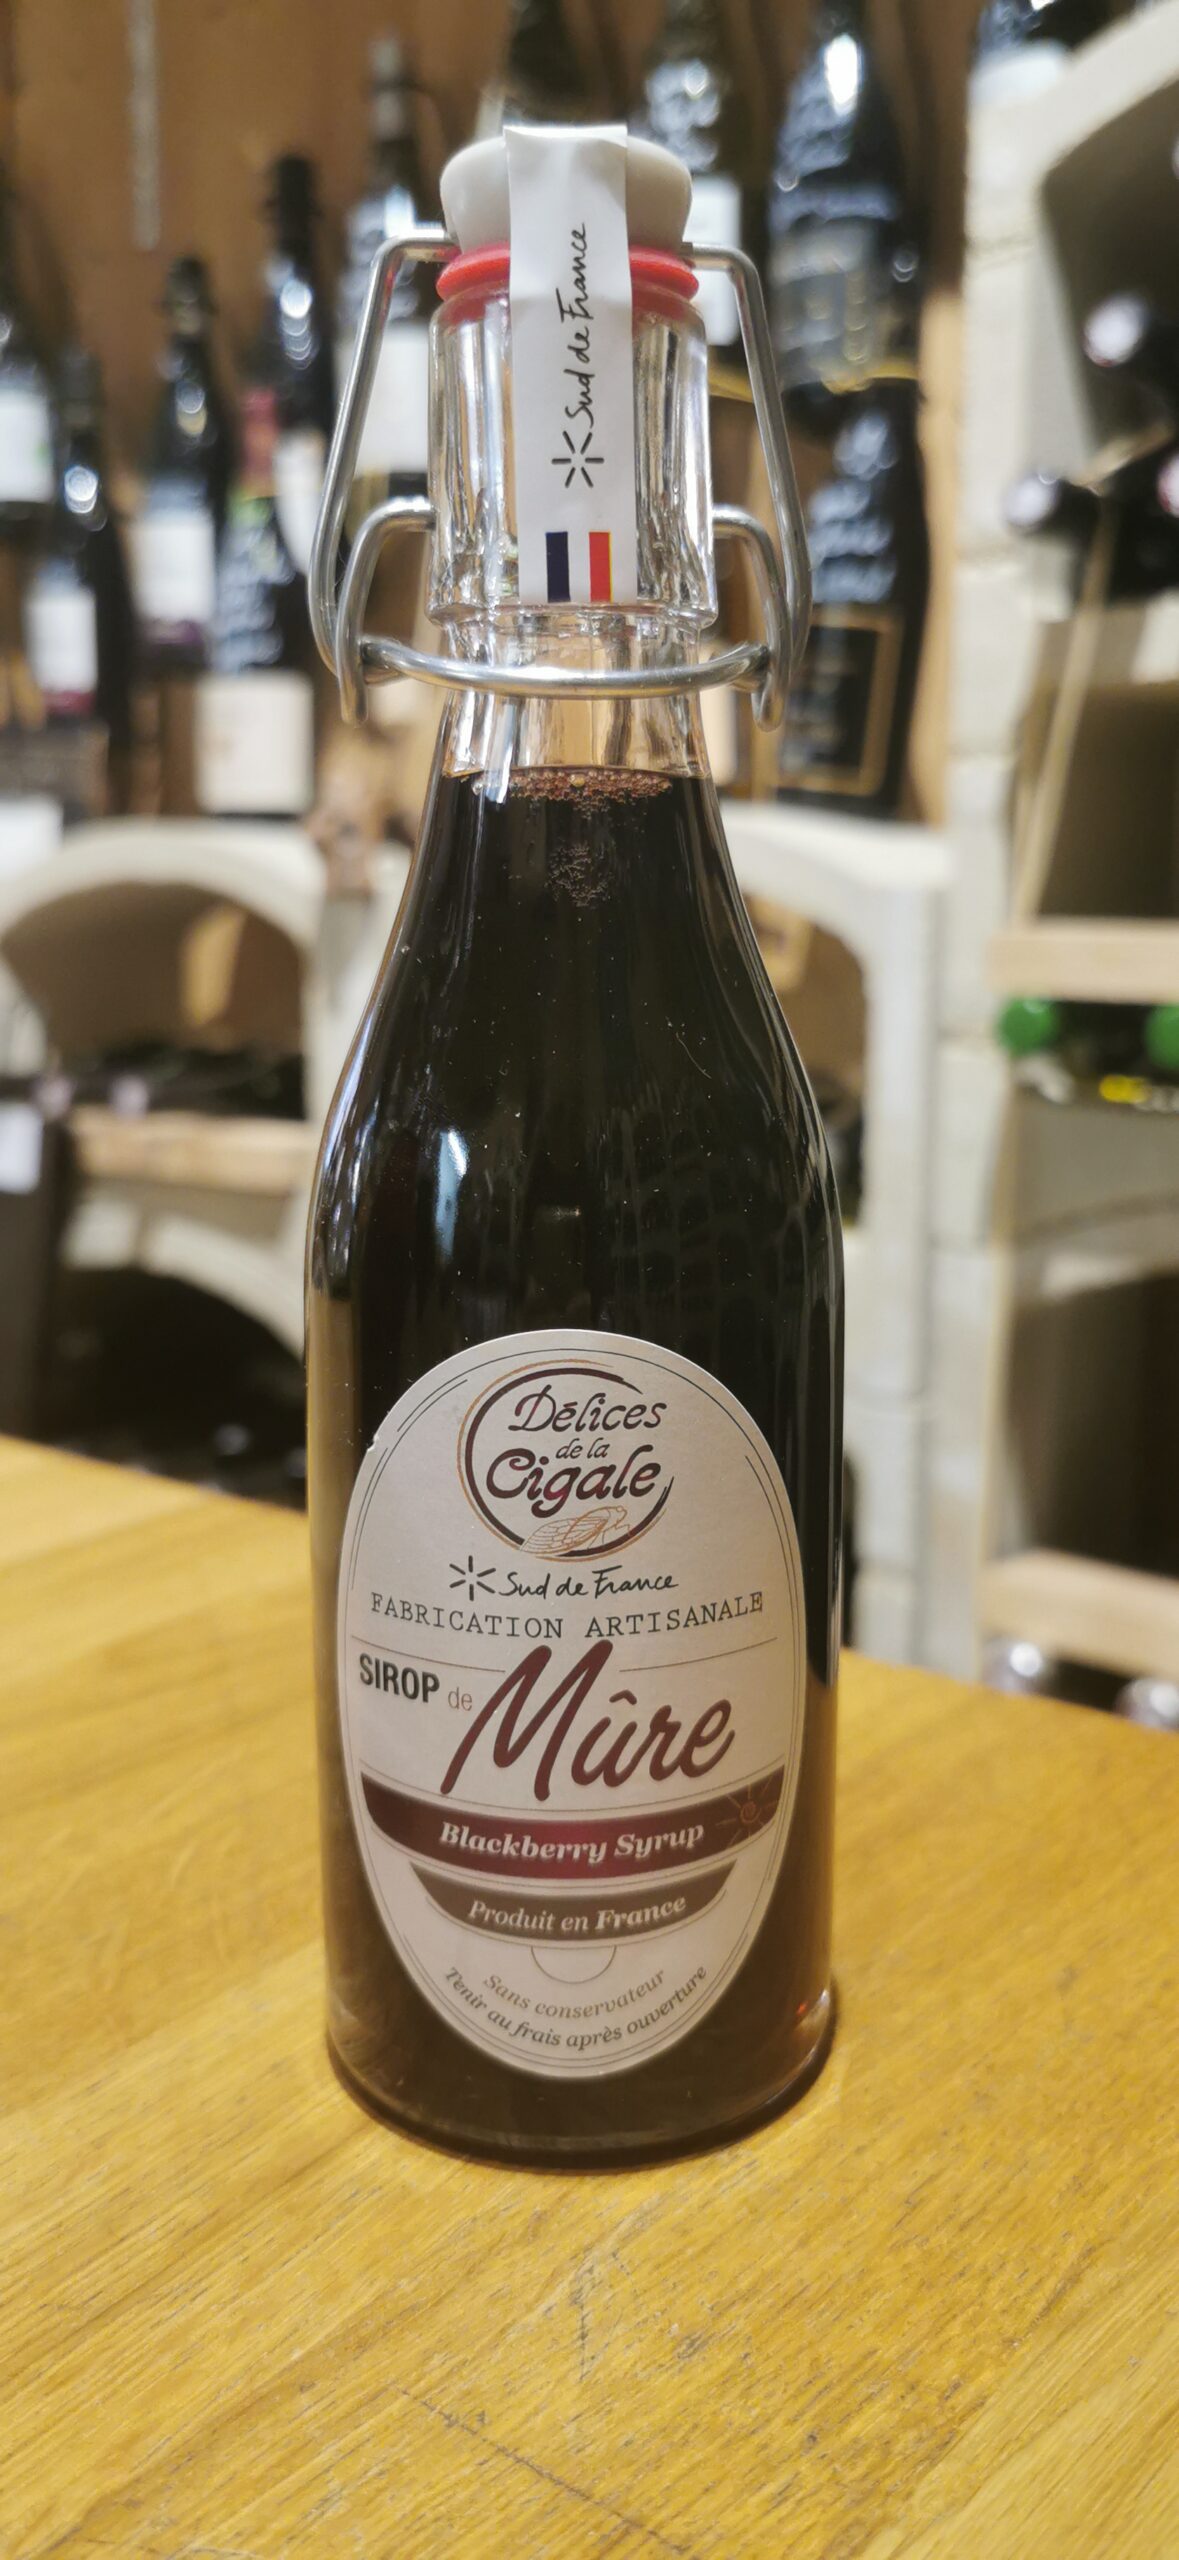 Sud de France
Délices
de la
Cigale
Sud de France
FABRICATION ARTISANALE
SIROP de Mûre
Blackberry Syrup
Produit en France
Sans conservateur
Tenir au frais après ouverture